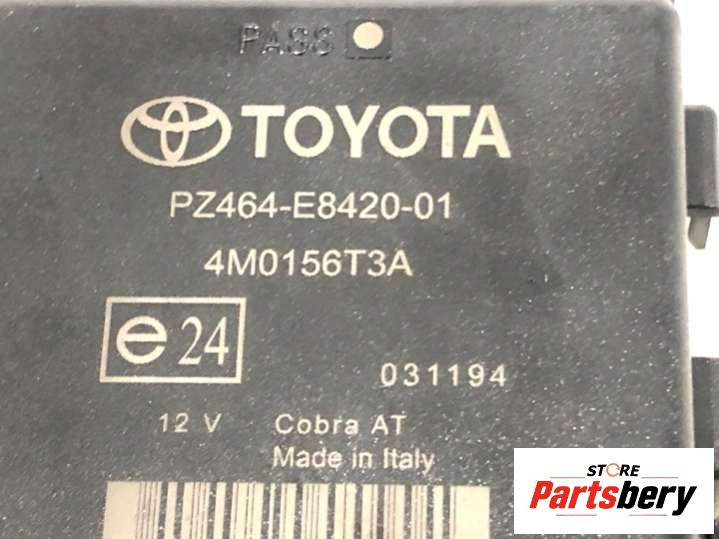 PASS
TOYOTA
PZ464-E8420-01
4M0156T3A
e 24
031194
12 V Cobra AT
Made in Italy
STORE
Partsbery